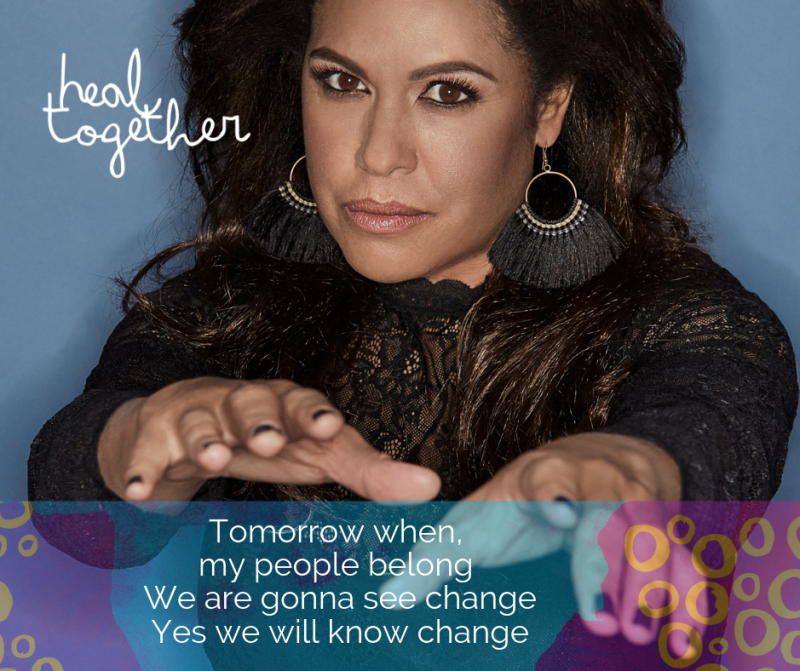 heal
together
Tomorrow when,
my people belong
We are gonna see change
Yes we will know change